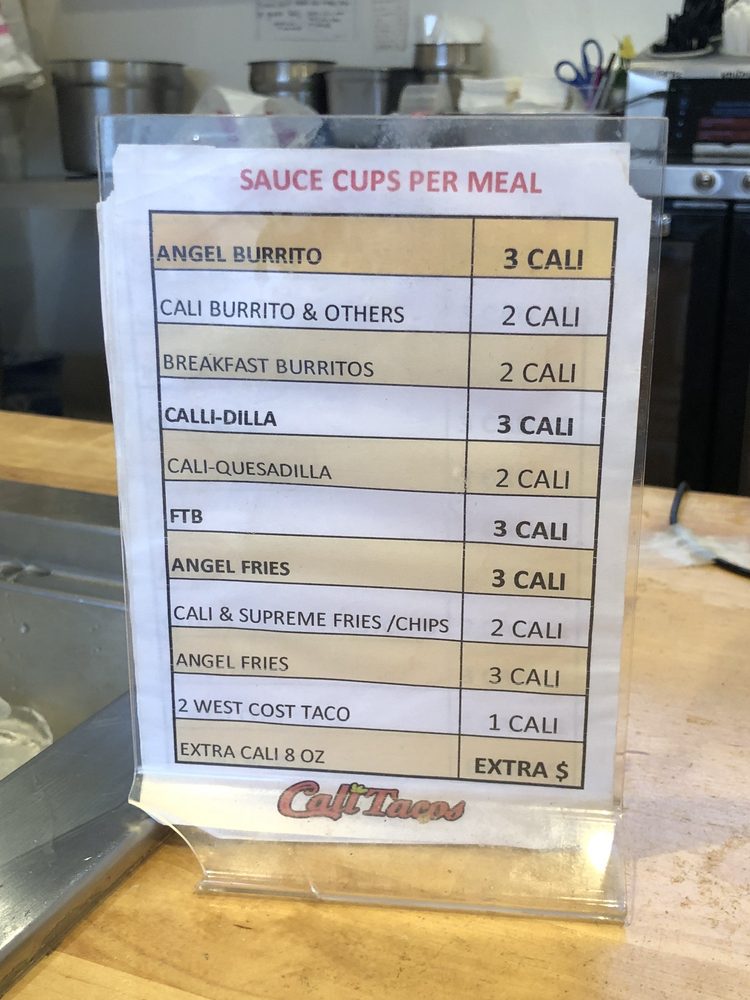 SAUCE CUPS PER MEAL
ANGEL BURRITO 3 CALI
CALI BURRITO & OTHERS 2 CALI
BREAKFAST BURRITOS 2 CALI
CALLI-DILLA 3 CALI
CALI-QUESADILLA 2 CALI
FTB 3 CALI
ANGEL FRIES 3 CALI
CALI & SUPREME FRIES /CHIPS 2 CALI
ANGEL FRIES 3 CALI
2 WEST COST TACO 1 CALI
EXTRA CALI 8 OZ EXTRA $
Cali Tacos